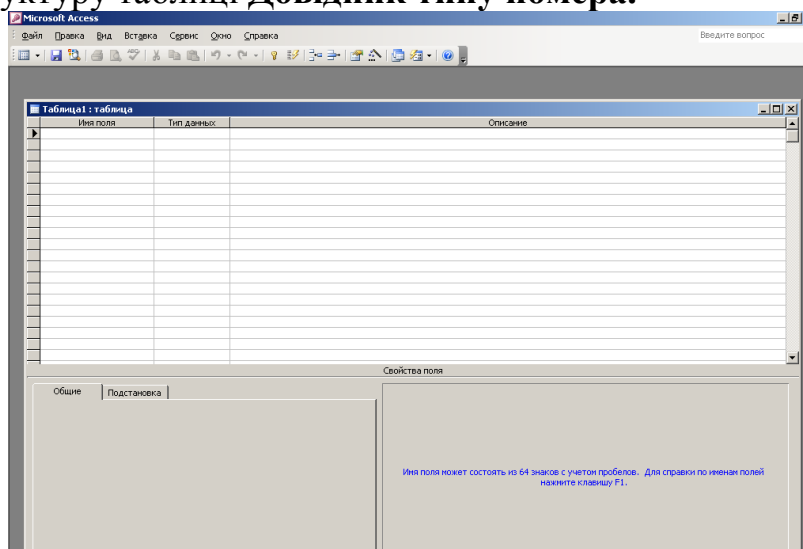 уктуру таблиці Довідник типу номера.
Microsoft Access
Файл Правка Вид Вставка Сервис Окно Справка
Введите вопрос
Таблица1 : таблица
Имя поля Тип данных Описание
Свойства поля
Общие Подстановка
Имя поля может состоять из 64 знаков с учетом пробелов. Для справки по именам полей
нажмите клавишу F1.